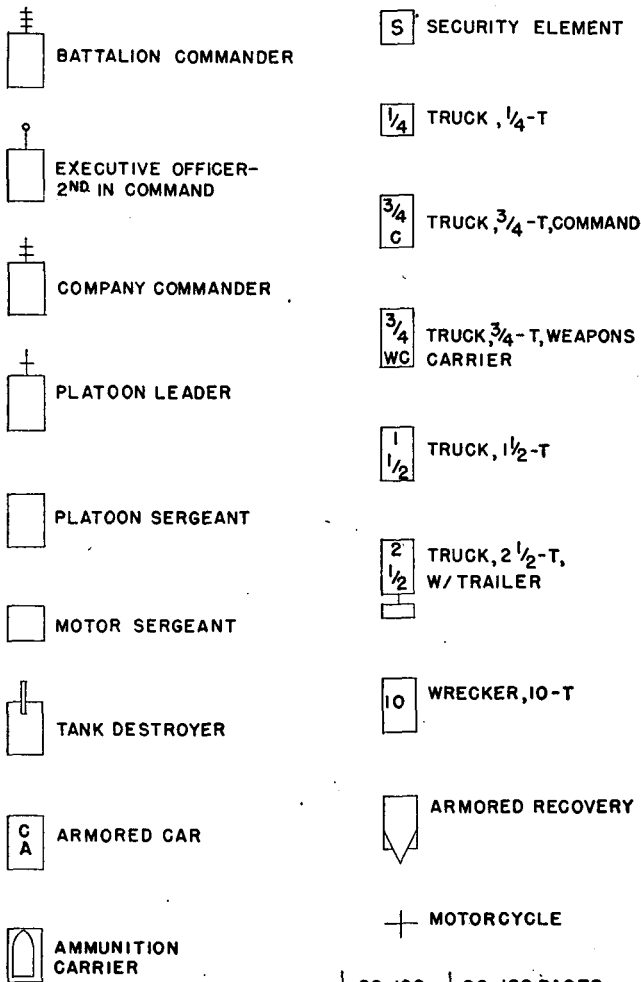 BATTALION COMMANDER
EXECUTIVE OFFICER-
2ND. IN COMMAND
COMPANY COMMANDER
PLATOON LEADER
PLATOON SERGEANT
MOTOR SERGEANT
TANK DESTROYER
C
A
ARMORED CAR
AMMUNITION
CARRIER
S SECURITY ELEMENT
1/4 TRUCK, 1/4-T
3/4
C
TRUCK, 3/4-T, COMMAND
3/4
WC
TRUCK, 3/4-T, WEAPONS
CARRIER
1
1/2
TRUCK, 1 1/2-T
2
1/2
TRUCK, 2 1/2-T,
W/ TRAILER
10 WRECKER, 10-T
ARMORED RECOVERY
MOTORCYCLE